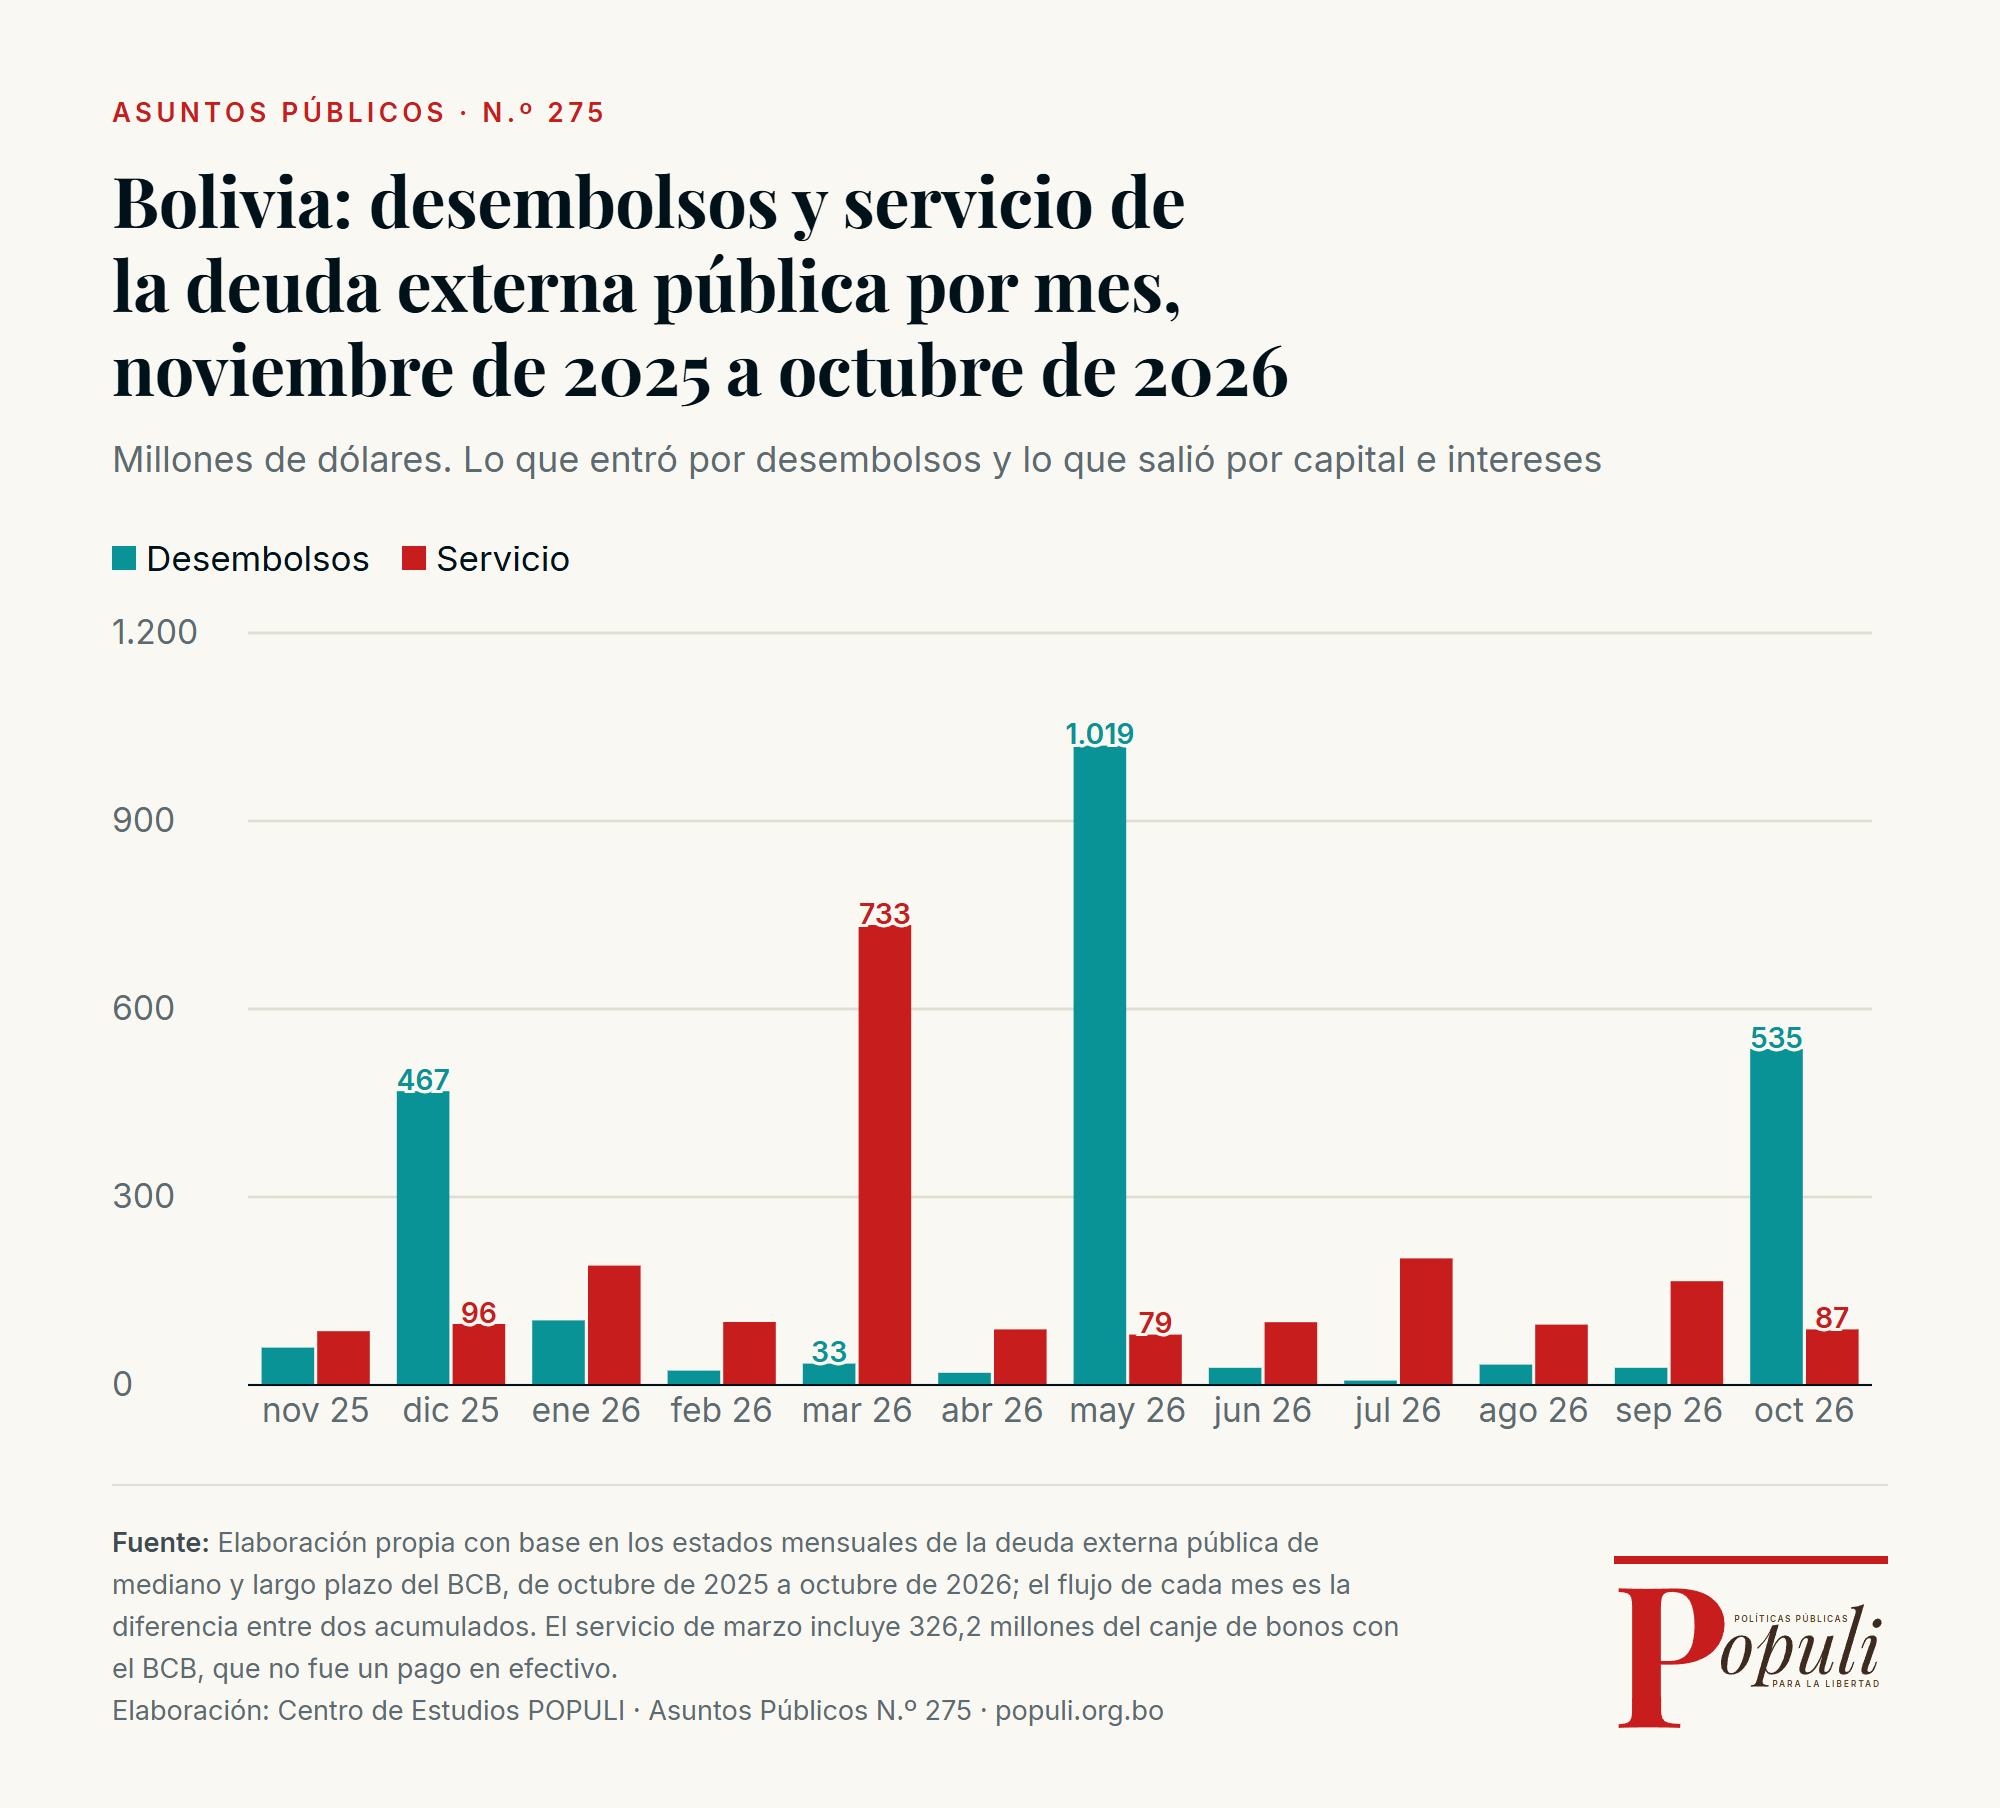 ASUNTOS PÚBLICOS · N.º 275
Bolivia: desembolsos y servicio de
la deuda externa pública por mes,
noviembre de 2025 a octubre de 2026
Millones de dólares. Lo que entró por desembolsos y lo que salió por capital e intereses
Desembolsos Servicio
1.200
1.019
900
733
600
535
467
300
96
87
79
33
0
nov 25 dic 25 ene 26 feb 26 mar 26 abr 26 may 26 jun 26 jul 26 ago 26 sep 26 oct 26
Fuente: Elaboración propia con base en los estados mensuales de la deuda externa pública de
mediano y largo plazo del BCB, de octubre de 2025 a octubre de 2026; el flujo de cada mes es la
diferencia entre dos acumulados. El servicio de marzo incluye 326,2 millones del canje de bonos con
el BCB, que no fue un pago en efectivo.
Elaboración: Centro de Estudios POPULI · Asuntos Públicos N.º 275 · populi.org.bo
POLÍTICAS PÚBLICAS
Populi
PARA LA LIBERTAD